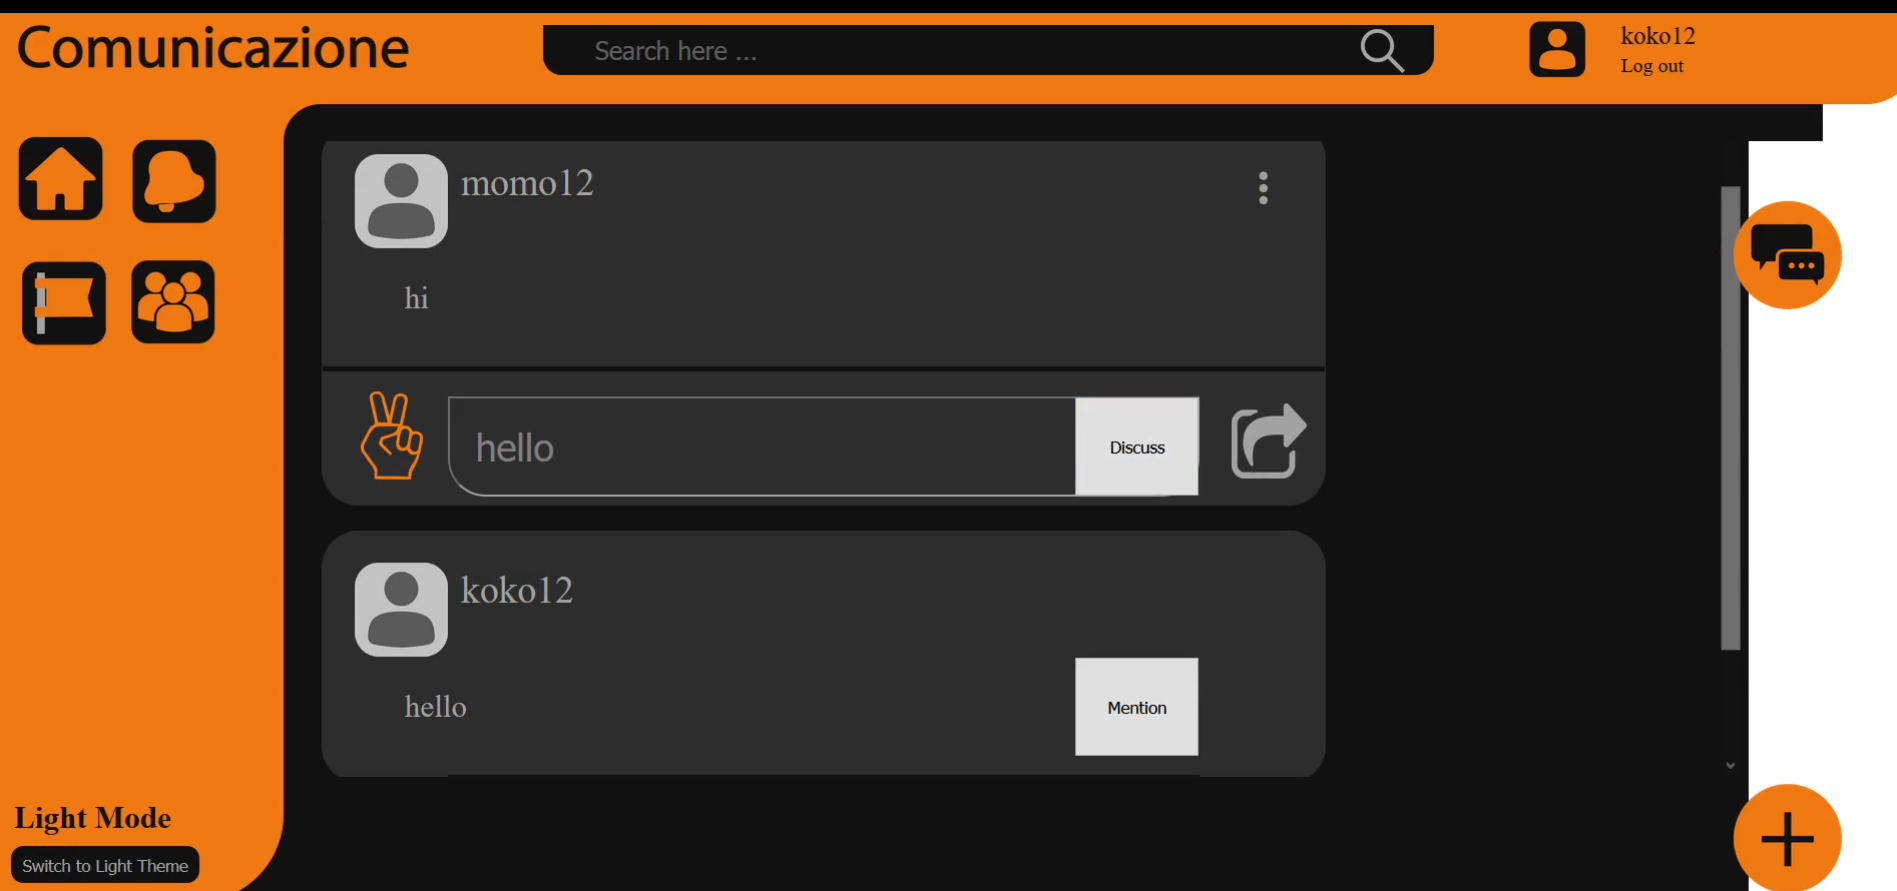 Comunicazione
Search here ...
koko12
Log out
momo12
hi
hello
Discuss
koko12
hello
Mention
Light Mode
Switch to Light Theme